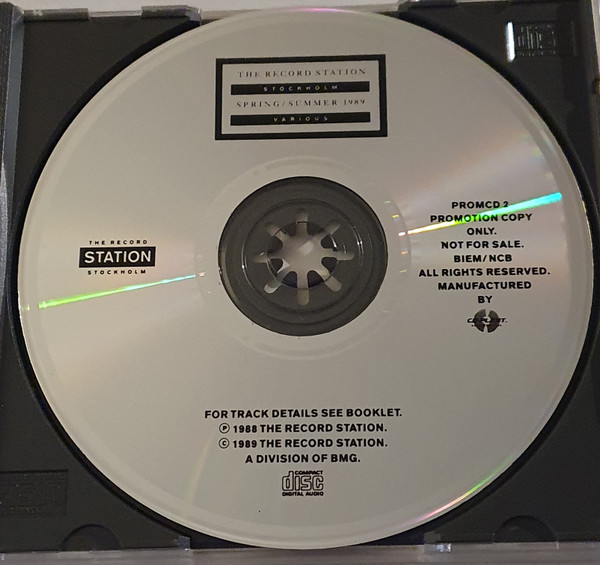 THE RECORD STATION
STOCKHOLM
SPRING/SUMMER 1989
VARIOUS
THE RECORD
STATION
STOCKHOLM
PROMCD 2
PROMOTION COPY
ONLY.
NOT FOR SALE.
BIEM/NCB
ALL RIGHTS RESERVED.
MANUFACTURED
BY
FOR TRACK DETAILS SEE BOOKLET.
Ⓟ 1988 THE RECORD STATION.
Ⓒ 1989 THE RECORD STATION.
A DIVISION OF BMG.
COMPACT
disc
DIGITAL AUDIO